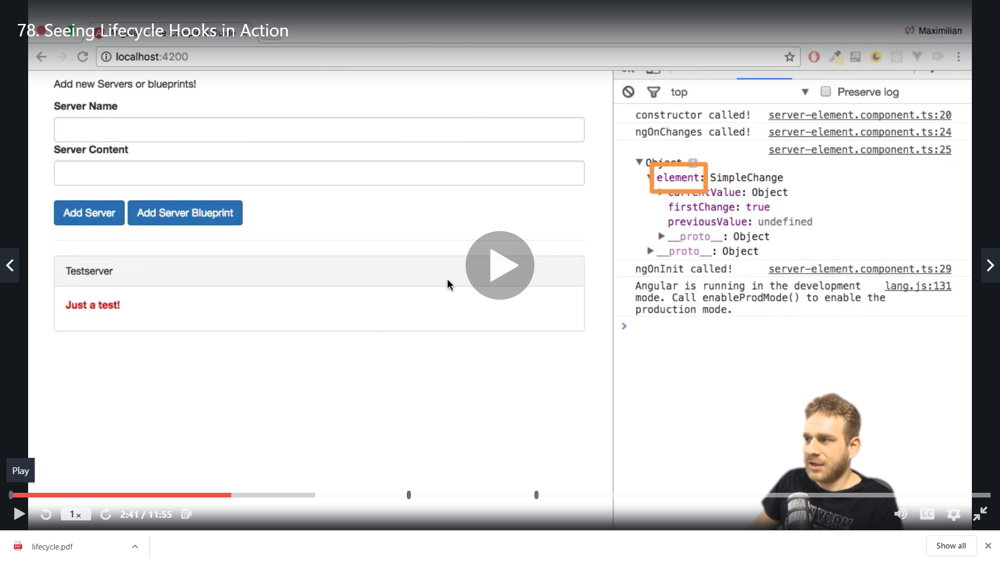 78. Seeing Lifecycle Hooks in Action
Maximilian
localhost:4200
Add new Servers or blueprints!
Server Name
Server Content
Add Server
Add Server Blueprint
Testserver
Just a test!
top
Preserve log
constructor called! server-element.component.ts:20
ngOnChanges called! server-element.component.ts:24
server-element.component.ts:25
Object
element: SimpleChange
currentValue: Object
firstChange: true
previousValue: undefined
__proto__: Object
__proto__: Object
ngOnInit called! server-element.component.ts:29
Angular is running in the development lang.js:131
mode. Call enableProdMode() to enable the
production mode.
YORK
Play
1x
2:41 / 11:55
CC
lifecycle.pdf
Show all